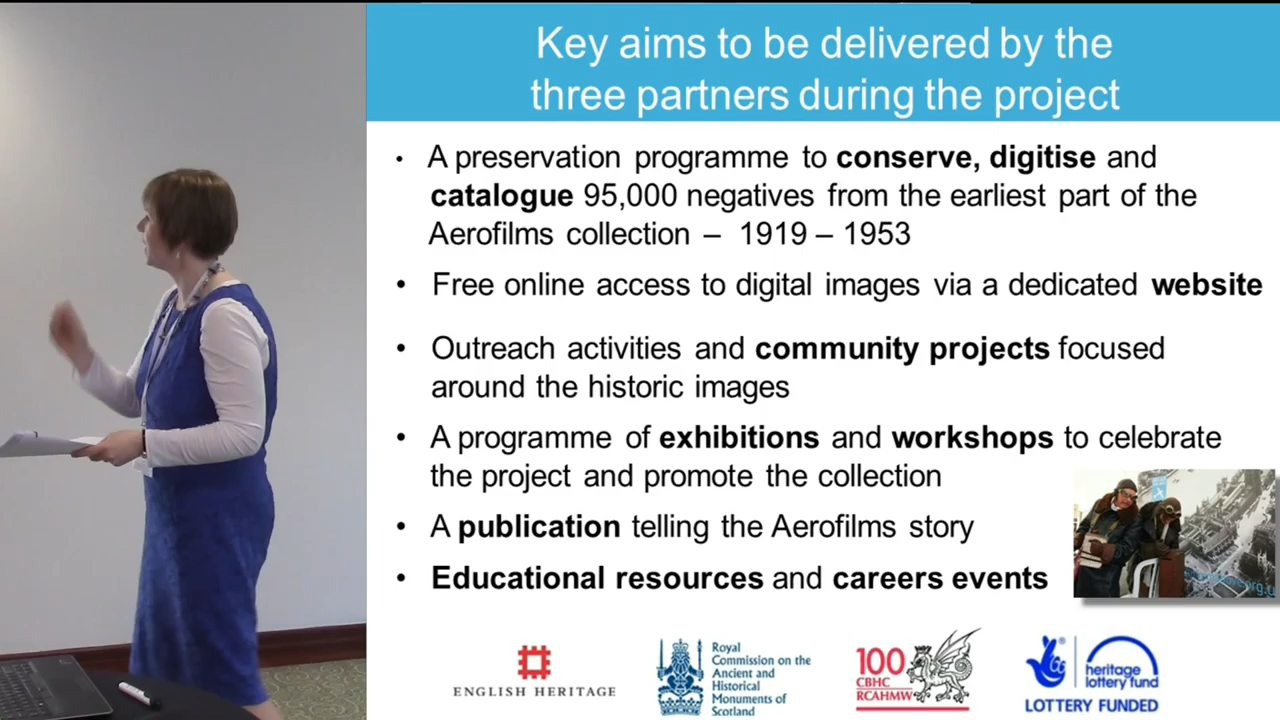 Key aims to be delivered by the
three partners during the project
• A preservation programme to conserve, digitise and
catalogue 95,000 negatives from the earliest part of the
Aerofilms collection – 1919 – 1953
• Free online access to digital images via a dedicated website
• Outreach activities and community projects focused
around the historic images
• A programme of exhibitions and workshops to celebrate
the project and promote the collection
• A publication telling the Aerofilms story
• Educational resources and careers events
ENGLISH HERITAGE
Royal
Commission on the
Ancient and
Historical
Monuments of
Scotland
100
CBHC
RCAHMW
heritage
lottery fund
LOTTERY FUNDED